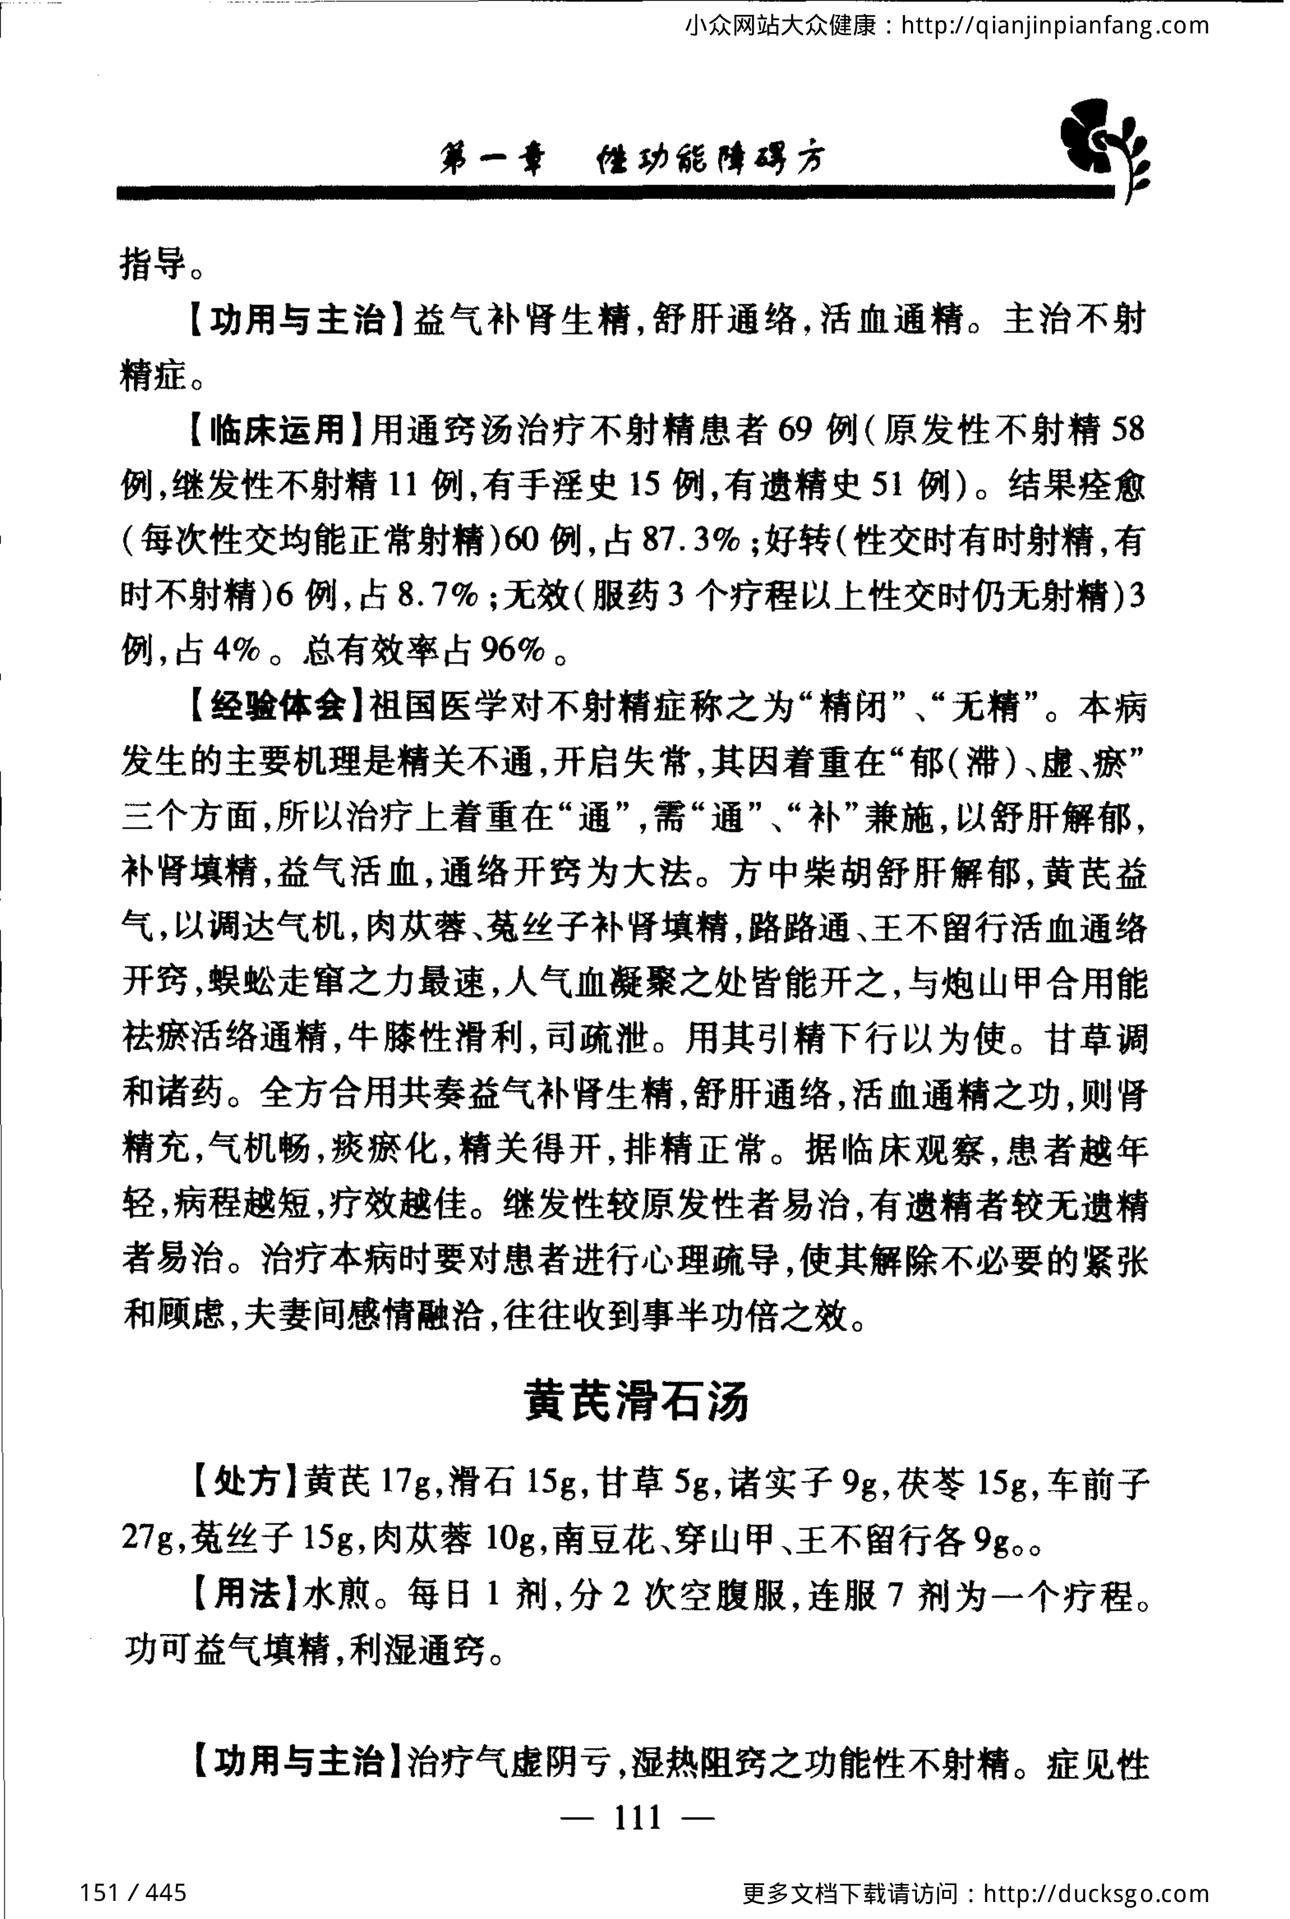 小众网站大众健康：http://qianjinpianfang.com
第一章 性功能障碍方
指导。
【功用与主治】益气补肾生精,舒肝通络,活血通精。主治不射
精症。
【临床运用】用通窍汤治疗不射精患者 69 例(原发性不射精 58
例,继发性不射精 11 例,有手淫史 15 例,有遗精史 51 例)。结果痊愈
(每次性交均能正常射精)60 例,占 87.3%;好转(性交时有时射精,有
时不射精)6 例,占 8.7%;无效(服药 3 个疗程以上性交时仍无射精)3
例,占 4%。总有效率占 96%。
【经验体会】祖国医学对不射精症称之为“精闭”、“无精”。本病
发生的主要机理是精关不通,开启失常,其因着重在“郁(滞)、虚、瘀”
三个方面,所以治疗上着重在“通”,需“通”、“补”兼施,以舒肝解郁,
补肾填精,益气活血,通络开窍为大法。方中柴胡舒肝解郁,黄芪益
气,以调达气机,肉苁蓉、菟丝子补肾填精,路路通、王不留行活血通络
开窍,蜈蚣走窜之力最速,人气血凝聚之处皆能开之,与炮山甲合用能
祛瘀活络通精,牛膝性滑利,司疏泄。用其引精下行以为使。甘草调
和诸药。全方合用共奏益气补肾生精,舒肝通络,活血通精之功,则肾
精充,气机畅,痰瘀化,精关得开,排精正常。据临床观察,患者越年
轻,病程越短,疗效越佳。继发性较原发性者易治,有遗精者较无遗精
者易治。治疗本病时要对患者进行心理疏导,使其解除不必要的紧张
和顾虑,夫妻间感情融洽,往往收到事半功倍之效。
黄芪滑石汤
【处方】黄芪 17g,滑石 15g,甘草 5g,诸实子 9g,茯苓 15g,车前子
27g,菟丝子 15g,肉苁蓉 10g,南豆花、穿山甲、王不留行各 9g。。
【用法】水煎。每日 1 剂,分 2 次空腹服,连服 7 剂为一个疗程。
功可益气填精,利湿通窍。
【功用与主治】治疗气虚阴亏,湿热阻窍之功能性不射精。症见性
— 111 —
151 / 445
更多文档下载请访问：http://ducksgo.com